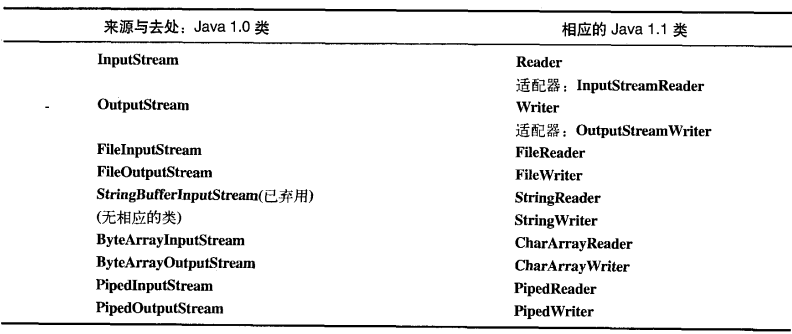 来源与去处：Java 1.0 类 相应的 Java 1.1 类
InputStream Reader
适配器：InputStreamReader
OutputStream Writer
适配器：OutputStreamWriter
FileInputStream FileReader
FileOutputStream FileWriter
StringBufferInputStream(已弃用) StringReader
(无相应的类) StringWriter
ByteArrayInputStream CharArrayReader
ByteArrayOutputStream CharArrayWriter
PipedInputStream PipedReader
PipedOutputStream PipedWriter